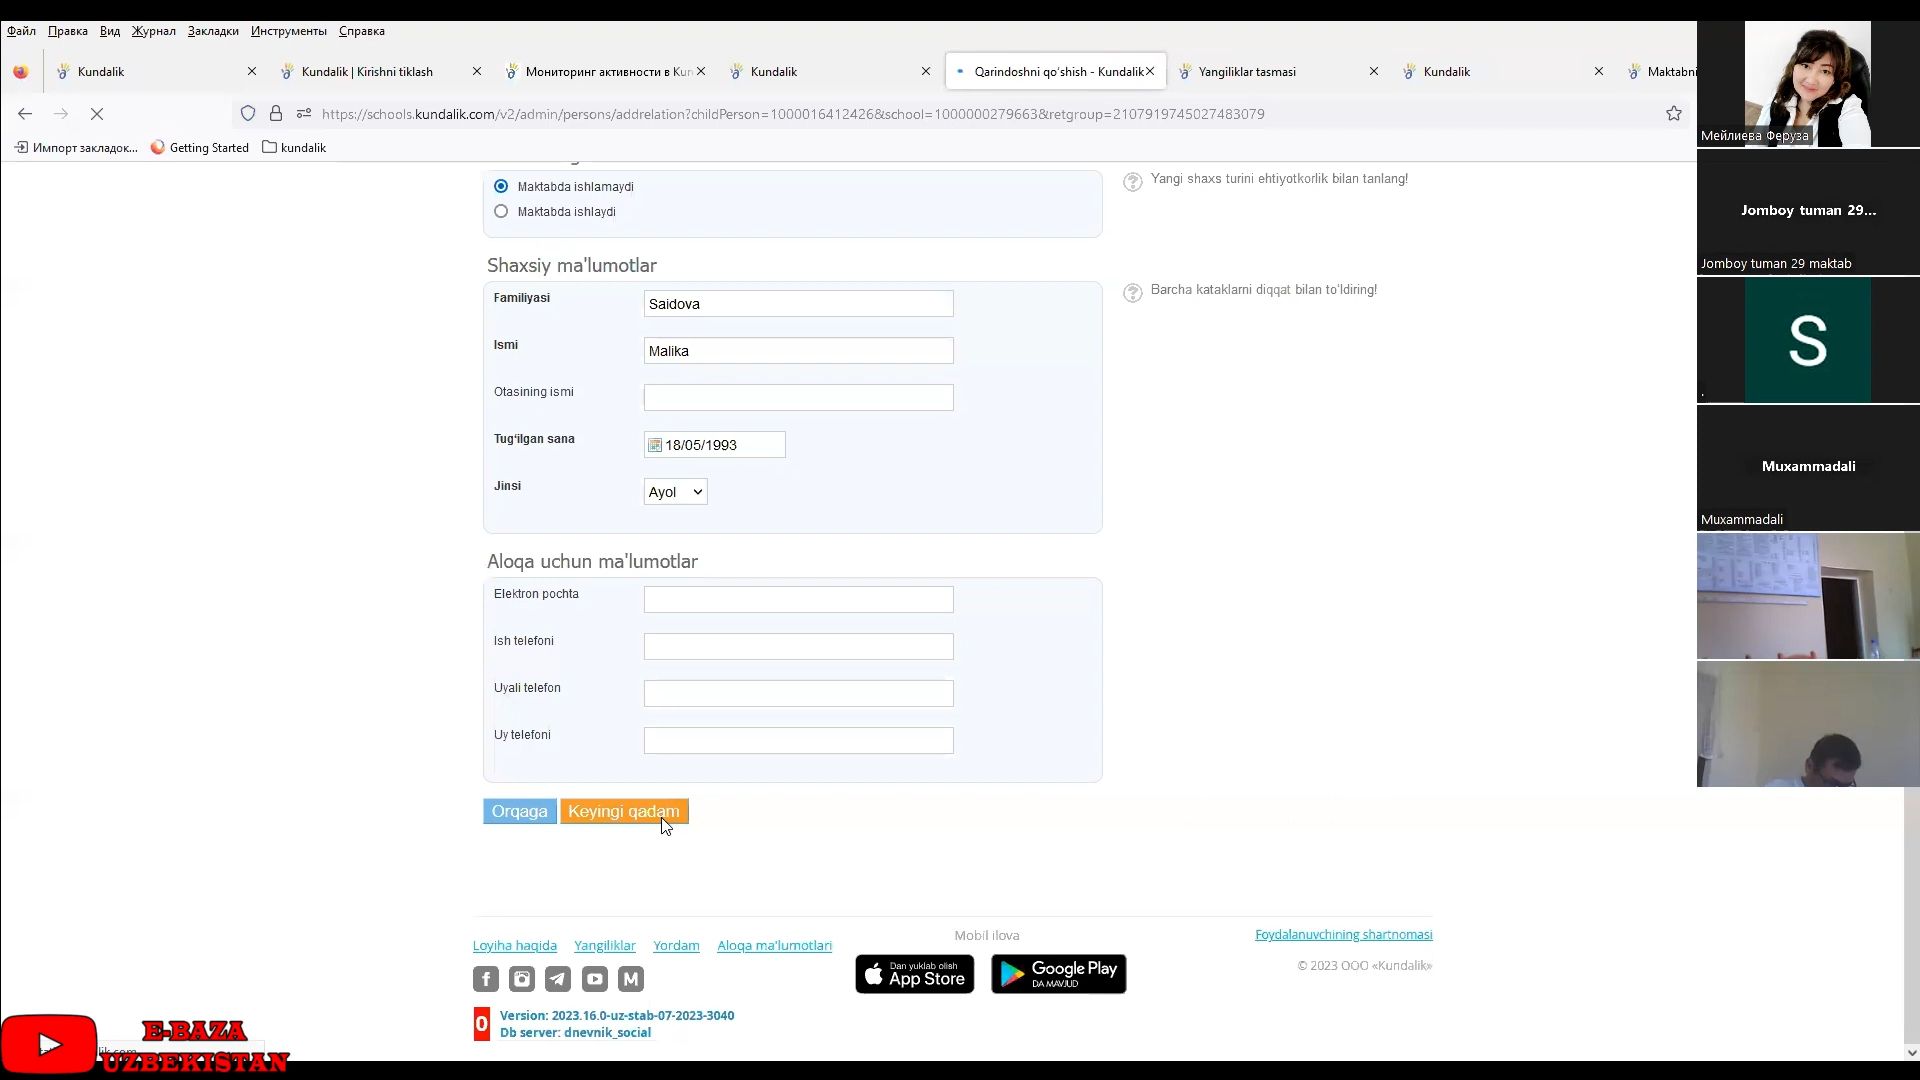 Файл Правка Вид Журнал Закладки Инструменты Справка
Kundalik
Kundalik | Kirishni tiklash
Мониторинг активности в Kun
Kundalik
Qarindoshni qo'shish - Kundalik
Yangiliklar tasmasi
Kundalik
Maktabni
https://schools.kundalik.com/v2/admin/persons/addrelation?childPerson=1000016412426&school=1000000279663&retgroup=2107919745027483079
Импорт закладок... Getting Started kundalik
Maktabda ishlamaydi
Maktabda ishlaydi
Yangi shaxs turini ehtiyotkorlik bilan tanlang!
Shaxsiy ma'lumotlar
Barcha kataklarni diqqat bilan to'ldiring!
Familiyasi Saidova
Ismi Malika
Otasining ismi
Tug'ilgan sana 18/05/1993
Jinsi Ayol
Aloqa uchun ma'lumotlar
Elektron pochta
Ish telefoni
Uyali telefon
Uy telefoni
Orqaga Keyingi qadam
Loyiha haqida Yangiliklar Yordam Aloqa ma'lumotlari
f M
Mobil ilova
Dan yuklab olish
App Store
Google Play
DA MAVJUD
Foydalanuvchining shartnomasi
© 2023 ООО «Kundalik»
0
Version: 2023.16.0-uz-stab-07-2023-3040
Db server: dnevnik_social
E-BAZA
UZBEKISTAN
Мейлиева Феруза
Jomboy tuman 29...
Jomboy tuman 29 maktab
S
.
Muxammadali
Muxammadali